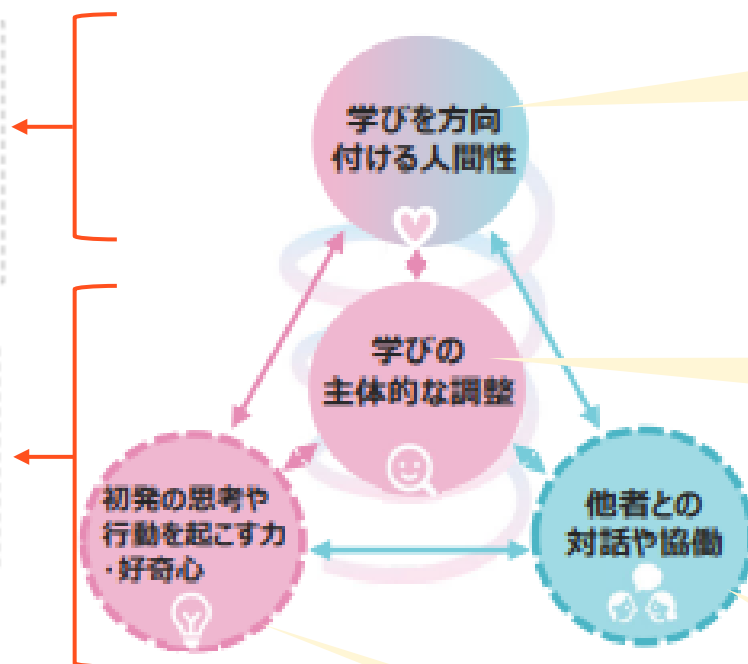 学びを方向
付ける人間性
学びの
主体的な調整
初発の思考や
行動を起こす力
・好奇心
他者との
対話や協働